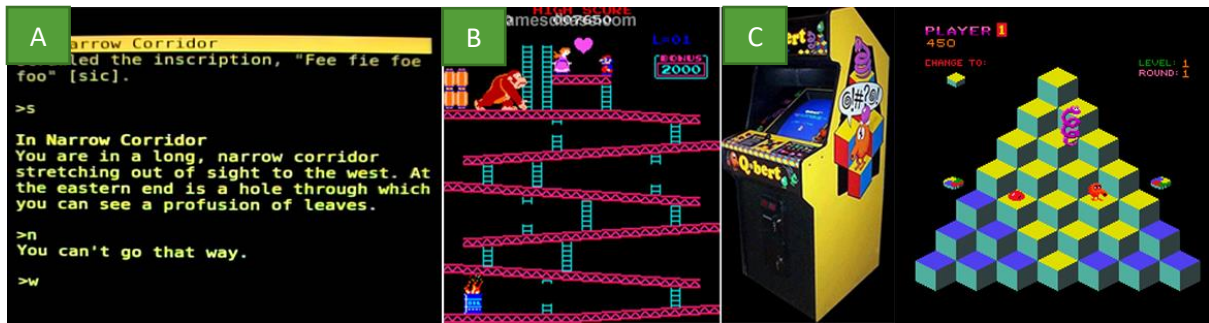 A
arrow Corridor
led the inscription, "Fee fie foe
foo" [sic].
>s
In Narrow Corridor
You are in a long, narrow corridor
stretching out of sight to the west. At
the eastern end is a hole through which
you can see a profusion of leaves.
>n
You can't go that way.
>w
B
HIGH SCORE
007650
L=01
BONUS
2000
C
ert
@!#?@!
Q*bert
PLAYER 1
450
CHANGE TO:
LEVEL: 1
ROUND: 1